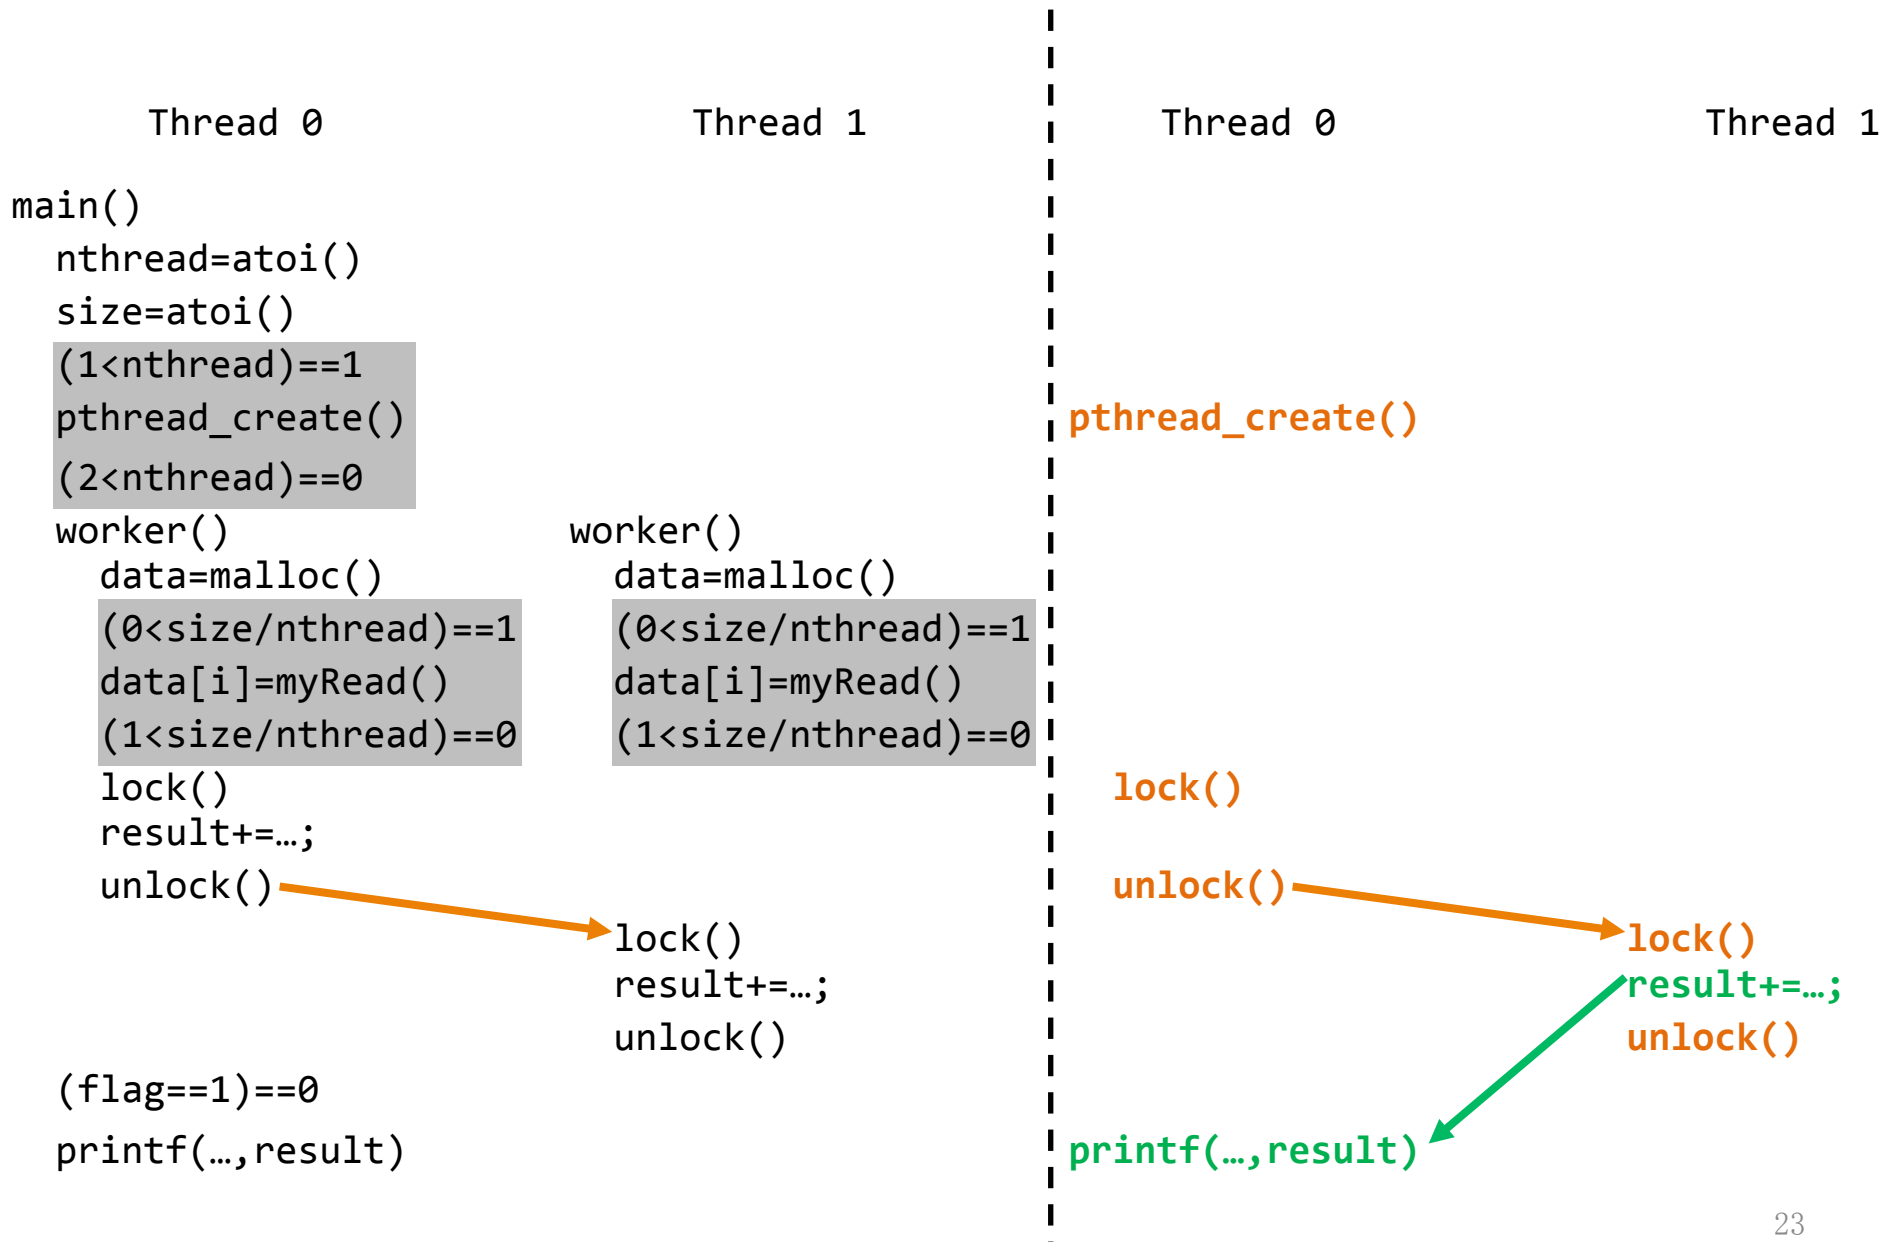 Thread 0 Thread 1 Thread 0 Thread 1
main()
nthread=atoi()
size=atoi()
(1<nthread)==1
pthread_create() pthread_create()
(2<nthread)==0
worker() worker()
data=malloc() data=malloc()
(0<size/nthread)==1 (0<size/nthread)==1
data[i]=myRead() data[i]=myRead()
(1<size/nthread)==0 (1<size/nthread)==0
lock() lock()
result+=…;
unlock() unlock()
lock() lock()
result+=…; result+=…;
unlock() unlock()
(flag==1)==0
printf(…,result) printf(…,result)
23